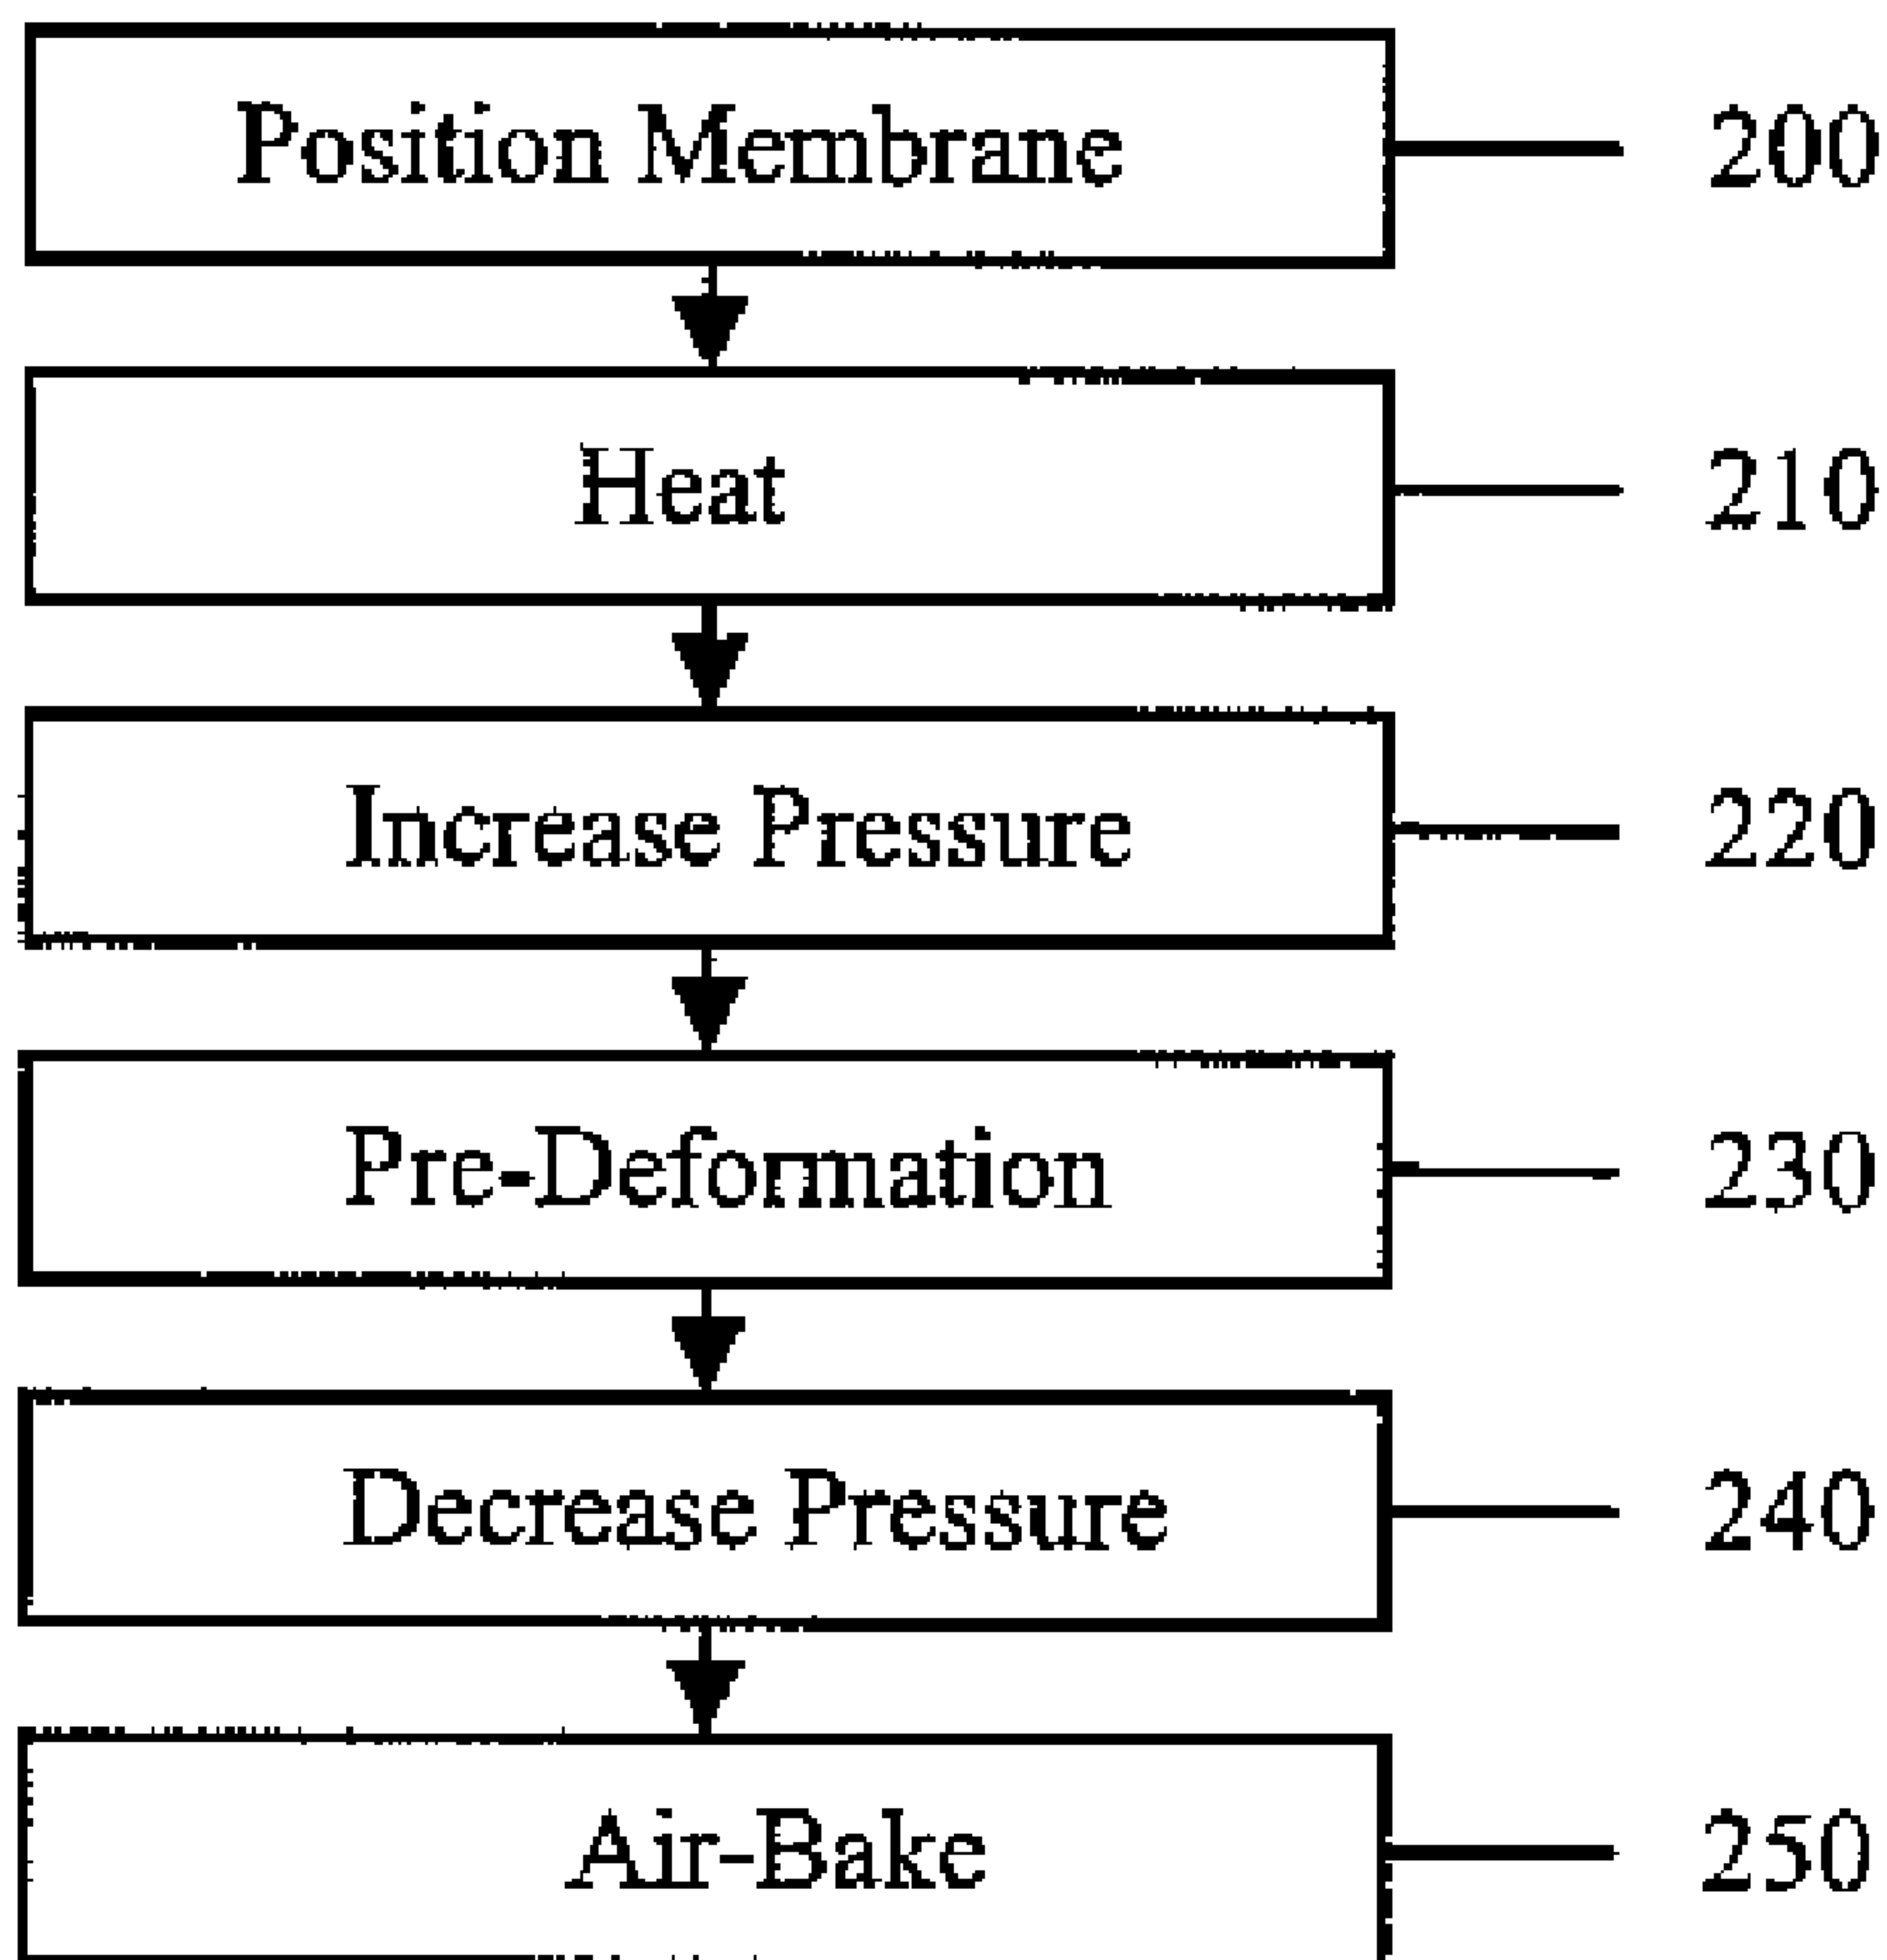 Position Membrane 200
Heat 210
Increase Pressure 220
Pre-Deformation 230
Decrease Pressure 240
Air-Bake 250